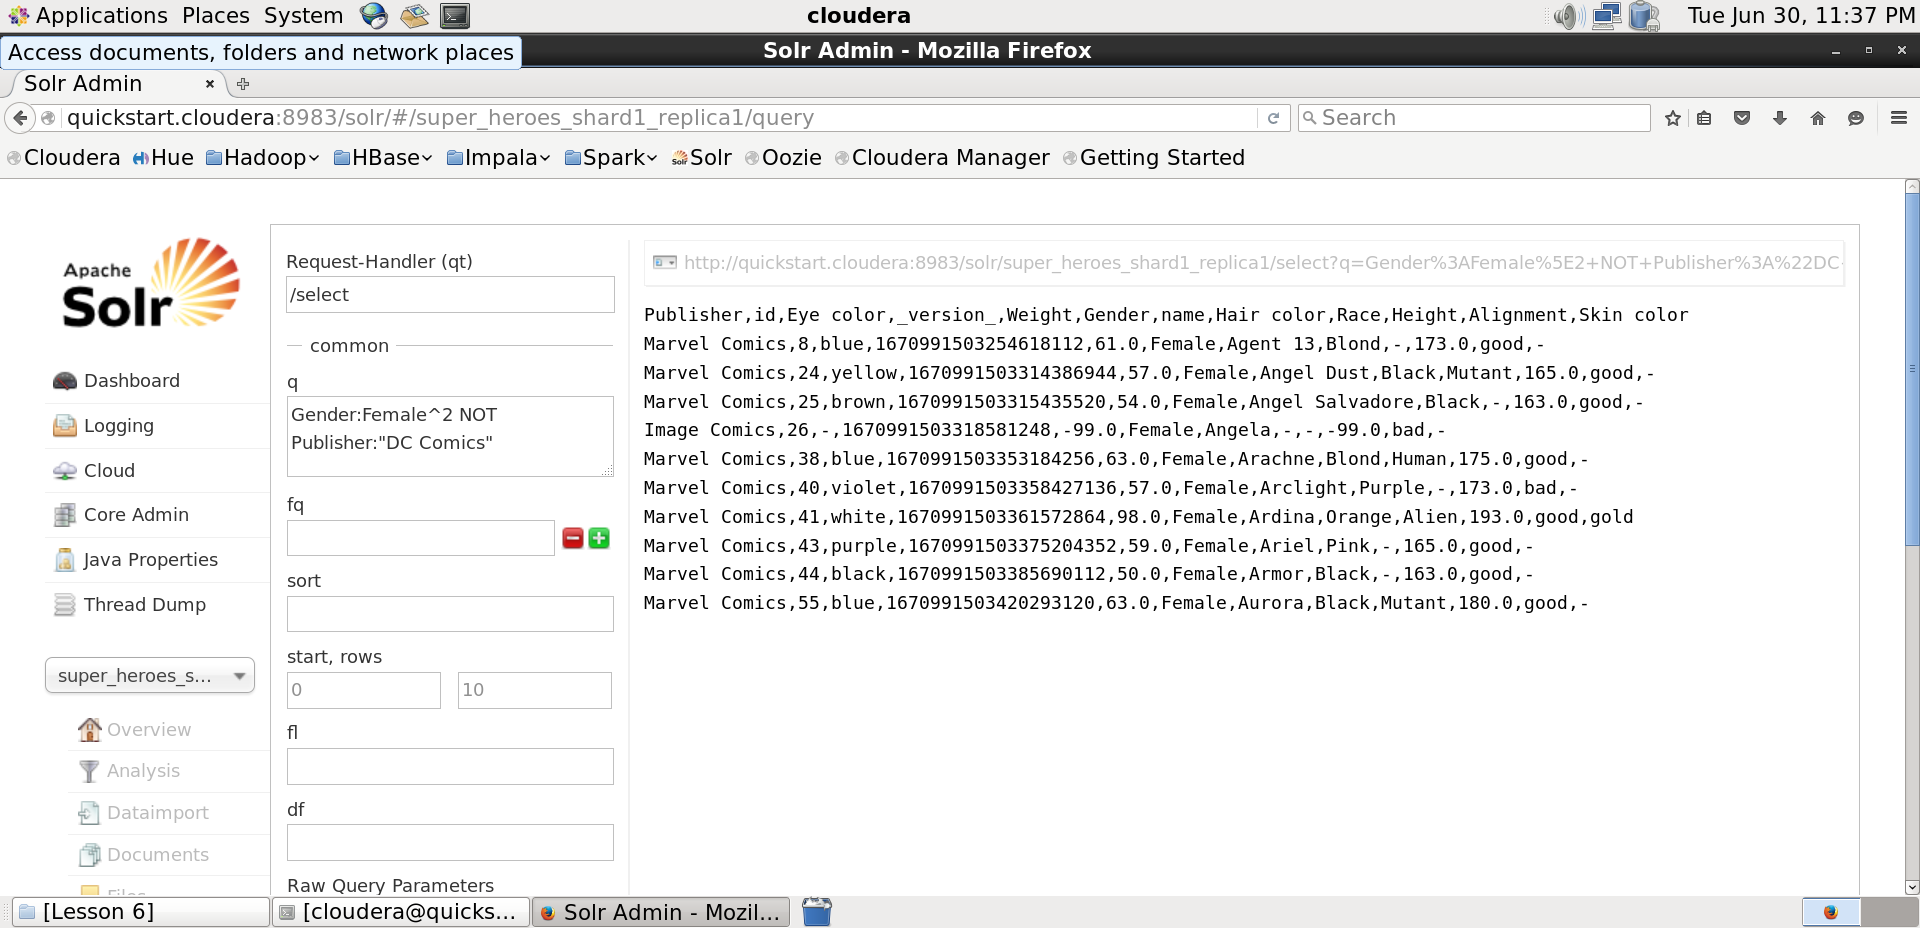 Applications Places System
cloudera
Tue Jun 30, 11:37 PM
Access documents, folders and network places
Solr Admin - Mozilla Firefox
Solr Admin
quickstart.cloudera:8983/solr/#/super_heroes_shard1_replica1/query
Search
Cloudera Hue Hadoop HBase Impala Spark Solr Oozie Cloudera Manager Getting Started
Apache
Solr
Dashboard
Logging
Cloud
Core Admin
Java Properties
Thread Dump
super_heroes_s...
Overview
Analysis
Dataimport
Documents
Files
Request-Handler (qt)
/select
common
q
Gender:Female^2 NOT
Publisher:"DC Comics"
fq
sort
start, rows
0 10
fl
df
Raw Query Parameters
http://quickstart.cloudera:8983/solr/super_heroes_shard1_replica1/select?q=Gender%3AFemale%5E2+NOT+Publisher%3A%22DC
Publisher,id,Eye color,_version_,Weight,Gender,name,Hair color,Race,Height,Alignment,Skin color
Marvel Comics,8,blue,1670991503254618112,61.0,Female,Agent 13,Blond,-,173.0,good,-
Marvel Comics,24,yellow,1670991503314386944,57.0,Female,Angel Dust,Black,Mutant,165.0,good,-
Marvel Comics,25,brown,1670991503315435520,54.0,Female,Angel Salvadore,Black,-,163.0,good,-
Image Comics,26,-,1670991503318581248,-99.0,Female,Angela,-,-,-99.0,bad,-
Marvel Comics,38,blue,1670991503353184256,63.0,Female,Arachne,Blond,Human,175.0,good,-
Marvel Comics,40,violet,1670991503358427136,57.0,Female,Arclight,Purple,-,173.0,bad,-
Marvel Comics,41,white,1670991503361572864,98.0,Female,Ardina,Orange,Alien,193.0,good,gold
Marvel Comics,43,purple,1670991503375204352,59.0,Female,Ariel,Pink,-,165.0,good,-
Marvel Comics,44,black,1670991503385690112,50.0,Female,Armor,Black,-,163.0,good,-
Marvel Comics,55,blue,1670991503420293120,63.0,Female,Aurora,Black,Mutant,180.0,good,-
[Lesson 6]
[cloudera@quicks...
Solr Admin - Mozil...